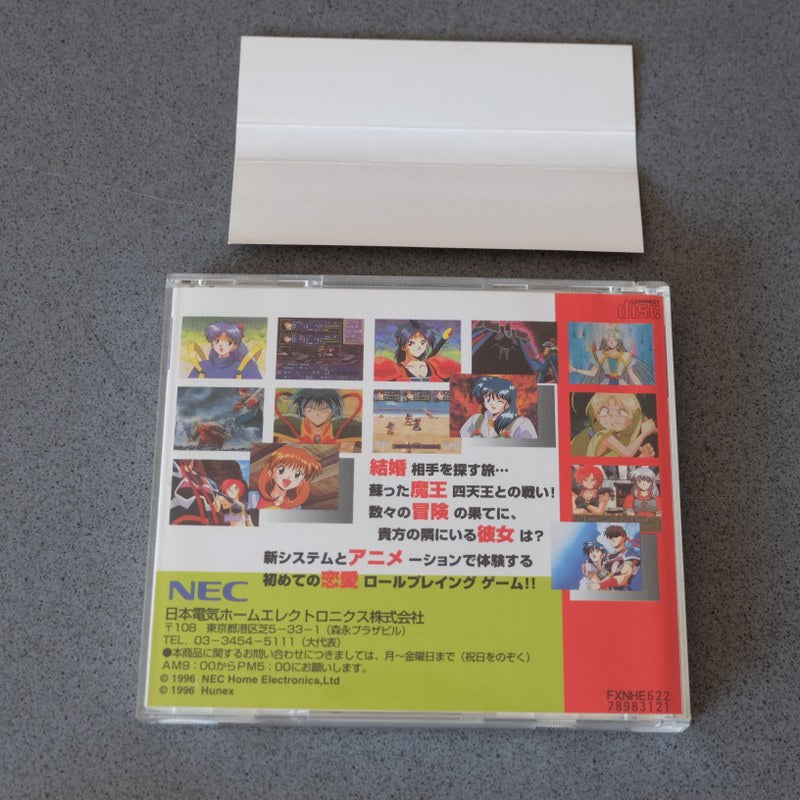 COMPACT
disc
結婚 相手を探す旅…
蘇った魔王 四天王との戦い!
数々の冒険 の果てに、
貴方の隣にいる彼女 は?
新システムとアニメ ーションで体験する
初めての恋愛 ロールプレイング ゲーム!!
NEC
日本電気ホームエレクトロニクス株式会社
〒108 東京都港区芝5-33-1(森永プラザビル)
TEL. 03-3454-5111(大代表)
●本商品に関するお問い合わせにつきましては、月~金曜日まで(祝日をのぞく)
AM9:00からPM5:00にお願いします。
© 1996 NEC Home Electronics,Ltd
© 1996 Hunex
FXNHE622
78983121